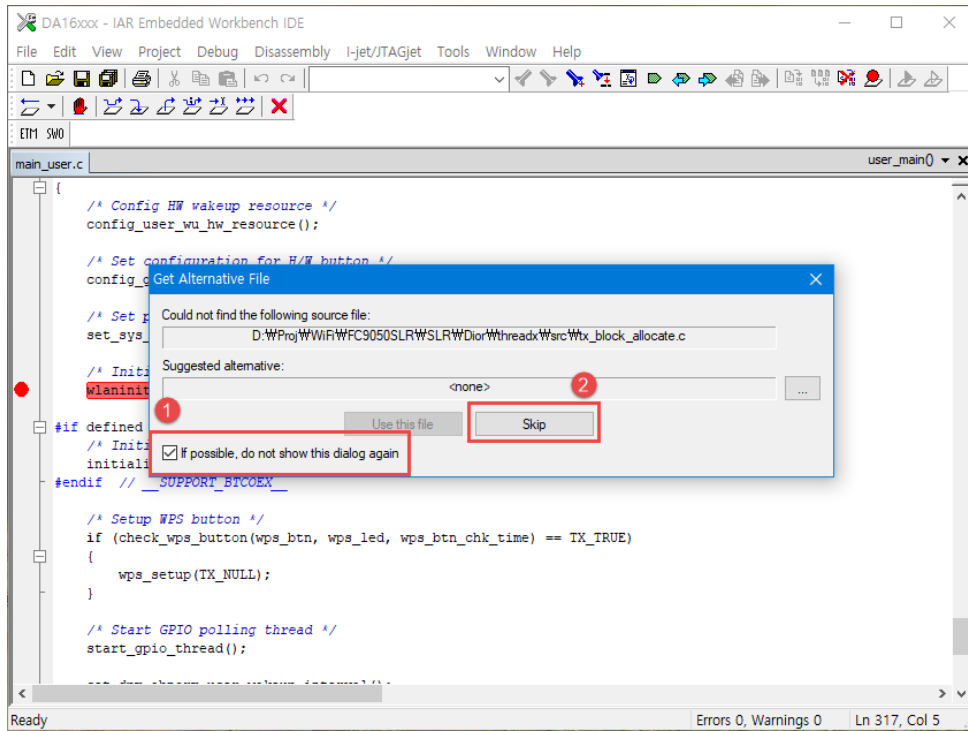 DA16xxx - IAR Embedded Workbench IDE
File Edit View Project Debug Disassembly I-jet/JTAGjet Tools Window Help
ETM SWO
main_user.c
user_main()
{
/* Config HW wakeup resource */
config_user_wu_hw_resource();
/* Set configuration for H/W button */
config_g
/* Set p
set_sys_
/* Initi
wlaninit
#if defined
/* Initi
initiali
#endif // __SUPPORT_BTCOEX__
/* Setup WPS button */
if (check_wps_button(wps_btn, wps_led, wps_btn_chk_time) == TX_TRUE)
{
wps_setup(TX_NULL);
}
/* Start GPIO polling thread */
start_gpio_thread();
Get Alternative File
Could not find the following source file:
D:₩Proj₩WiFi₩FC9050SLR₩SLR₩Dior₩threadx₩src₩tx_block_allocate.c
Suggested alternative:
<none>
...
2
Use this file
Skip
1
If possible, do not show this dialog again
Ready
Errors 0, Warnings 0
Ln 317, Col 5